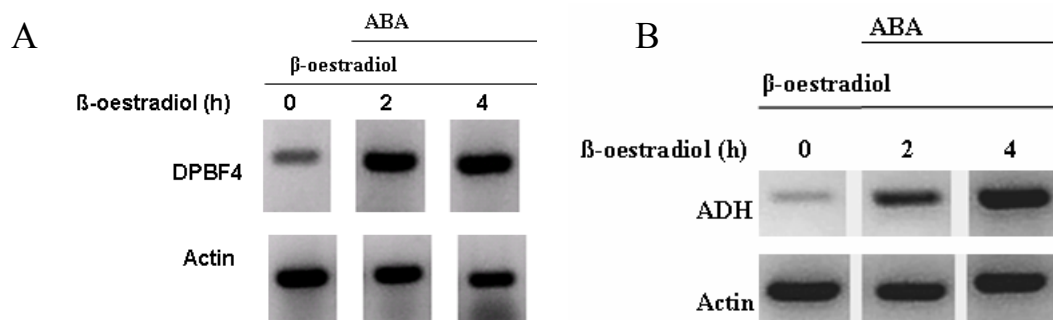 A
ABA
β-oestradiol
ß-oestradiol (h) 0 2 4
DPBF4
Actin
B
ABA
β-oestradiol
ß-oestradiol (h) 0 2 4
ADH
Actin